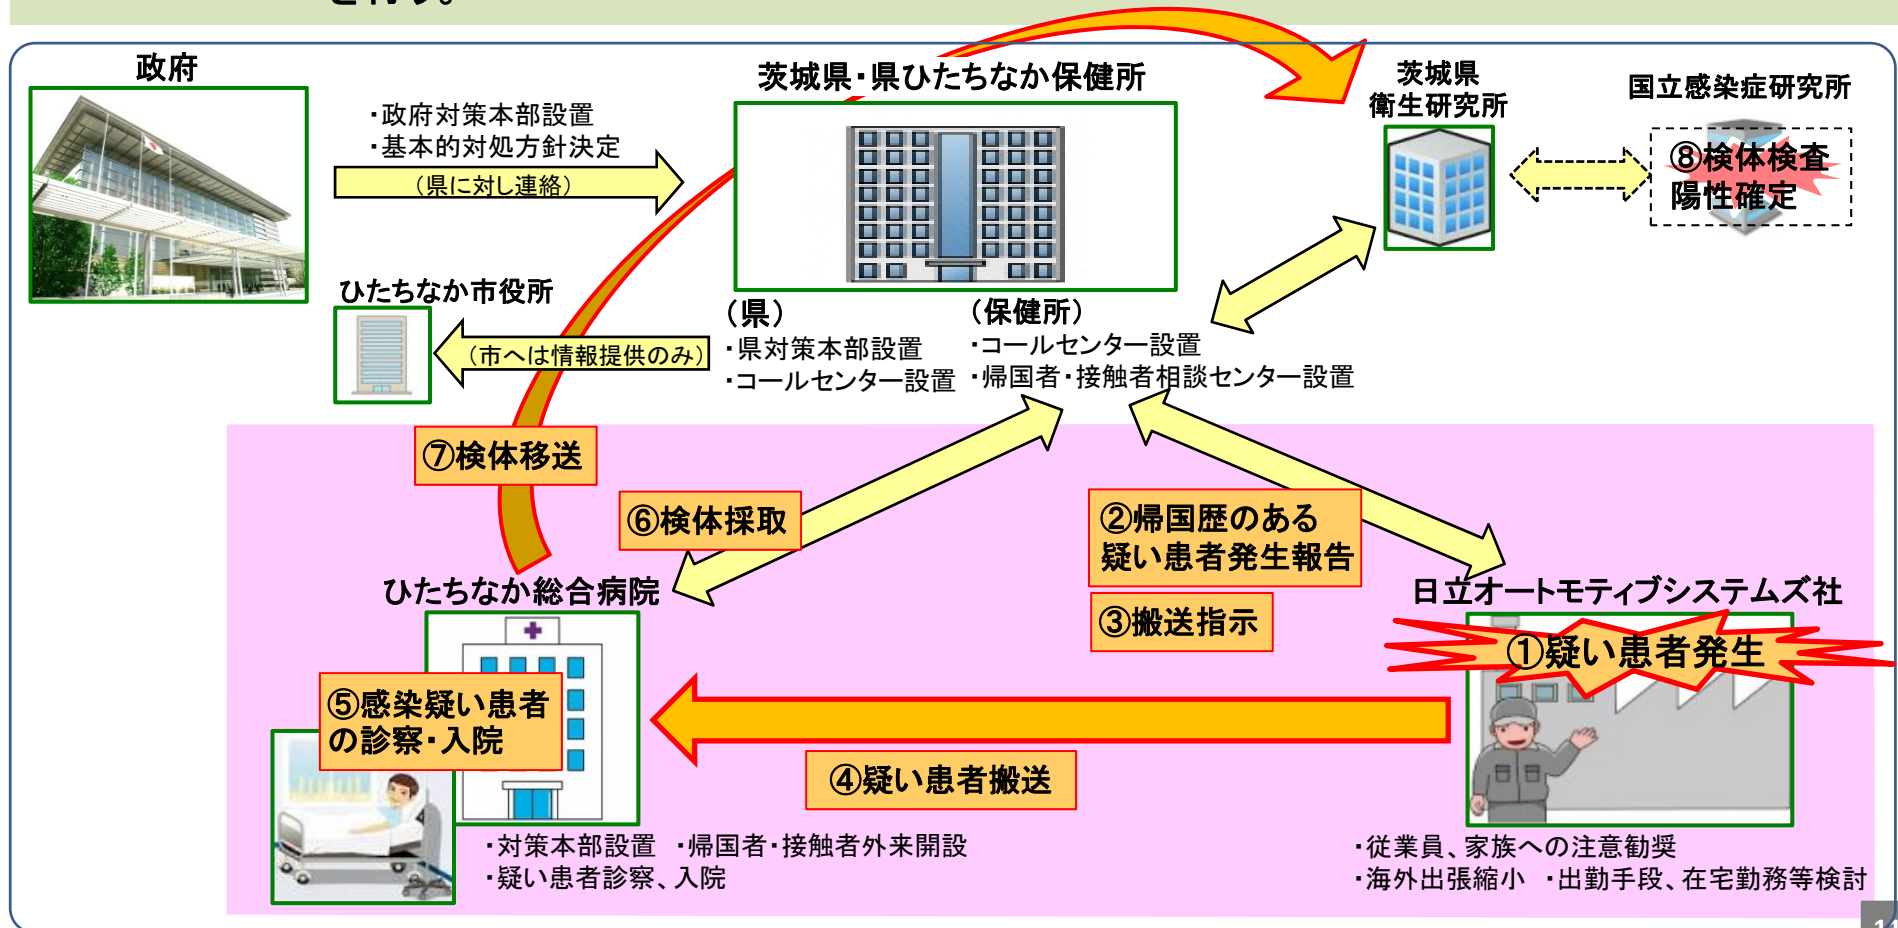 を行う。
政府
・政府対策本部設置
・基本的対処方針決定
(県に対し連絡)
茨城県・県ひたちなか保健所
茨城県
衛生研究所
国立感染症研究所
⑧検体検査
陽性確定
ひたちなか市役所
(市へは情報提供のみ)
(県)
・県対策本部設置
・コールセンター設置
(保健所)
・コールセンター設置
・帰国者・接触者相談センター設置
⑦検体移送
⑥検体採取
②帰国歴のある
疑い患者発生報告
③搬送指示
ひたちなか総合病院
日立オートモティブシステムズ社
①疑い患者発生
⑤感染疑い患者
の診察・入院
④疑い患者搬送
・対策本部設置 ・帰国者・接触者外来開設
・疑い患者診察、入院
・従業員、家族への注意勧奨
・海外出張縮小 ・出勤手段、在宅勤務等検討